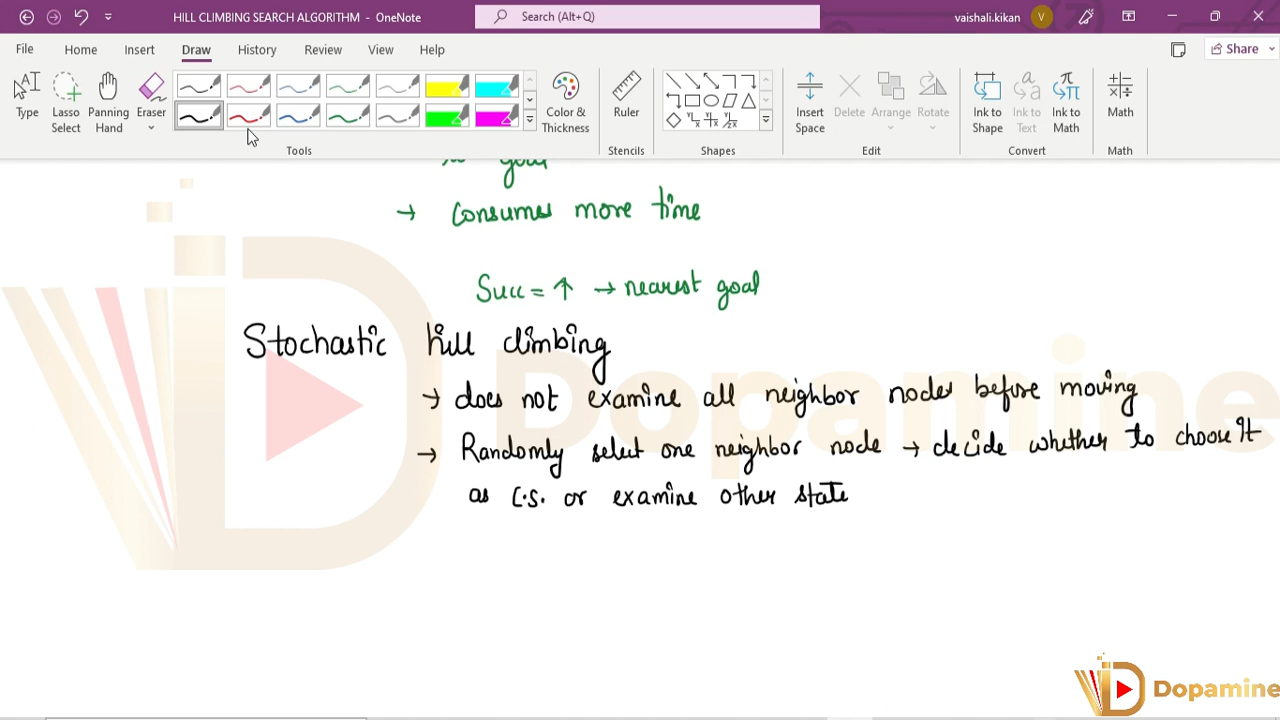 HILL CLIMBING SEARCH ALGORITHM - OneNote
Search (Alt+Q)
vaishali.kikan
V
File Home Insert Draw History Review View Help
Share
Type
Lasso Select
Panning Hand
Eraser
Color & Thickness
Ruler
Insert Space
Delete
Arrange
Rotate
Ink to Shape
Ink to Text
Ink to Math
Math
Tools Stencils Shapes Edit Convert Math
goal
→ Consumes more time
Succ = ↑ → nearest goal
Stochastic hill climbing
→ does not examine all neighbor nodes before moving
→ Randomly select one neighbor node → decide whether to choose it
as C.S. or examine other state
Dopamine
Dopamine